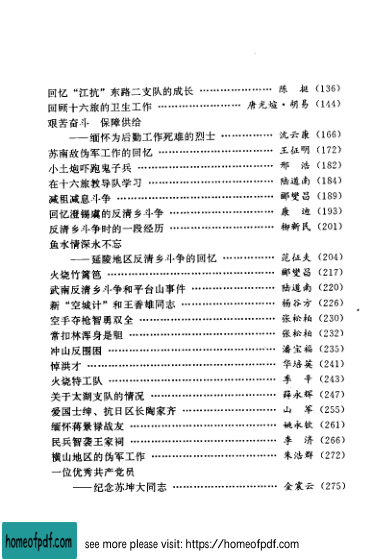 回忆“江抗”东路二支队的成长 …………………… 陈 挺 (136)
回顾十六旅的卫生工作 ……………………… 唐光煊·胡易 (144)
艰苦奋斗 保障供给
——缅怀为后勤工作死难的烈士 …………… 沈云康 (166)
苏南敌伪军工作的回忆 ……………………………… 王征明 (172)
小土炮吓跑鬼子兵 …………………………………… 邢 浩 (182)
在十六旅教导队学习 ………………………………… 陆道南 (184)
减租减息斗争 ………………………………………… 郦燮昌 (189)
回忆澄锡虞的反清乡斗争 …………………………… 康 迪 (193)
反清乡斗争时的一段经历 …………………………… 柳新民 (201)
鱼水情深永不忘
——延陵地区反清乡斗争的回忆 …………… 范征夫 (204)
火烧竹篱笆 …………………………………………… 郦燮昌 (217)
武南反清乡斗争和平台山事件 ……………………… 陆道南 (220)
新“空城计”和王香雄同志 ………………………… 杨谷方 (226)
空手夺枪智勇双全 …………………………………… 张松柏 (230)
常扣林浑身是胆 ……………………………………… 张松柏 (232)
冲山反围困 …………………………………………… 潘宝福 (235)
悼洪才 ………………………………………………… 华培英 (241)
火烧特工队 …………………………………………… 季 平 (243)
关于太湖支队的情况 ………………………………… 薛永辉 (247)
爱国士绅、抗日区长陶家齐 ………………………… 山 军 (255)
缅怀蒋景禄战友 ……………………………………… 姚永钦 (261)
民兵智袭王家祠 ……………………………………… 李 济 (266)
横山地区的伪军工作 ………………………………… 朱浩群 (272)
一位优秀共产党员
——纪念苏坤大同志 ………………………… 金震云 (275)
homeofpdf.com
see more please visit: https://homeofpdf.com